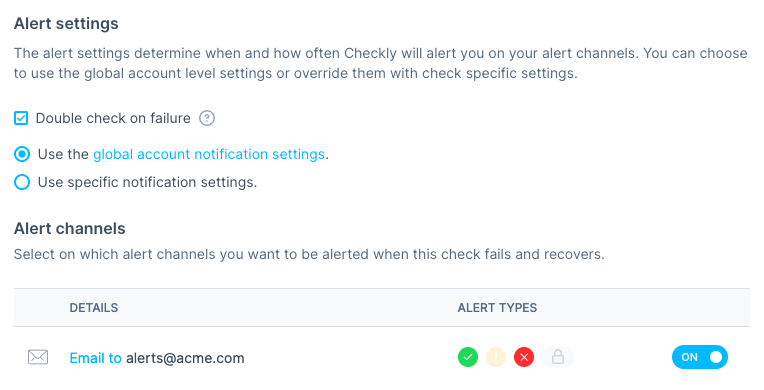 Alert settings
The alert settings determine when and how often Checkly will alert you on your alert channels. You can choose
to use the global account level settings or override them with check specific settings.
Double check on failure ?
Use the global account notification settings.
Use specific notification settings.
Alert channels
Select on which alert channels you want to be alerted when this check fails and recovers.
DETAILS ALERT TYPES
Email to alerts@acme.com ! ON